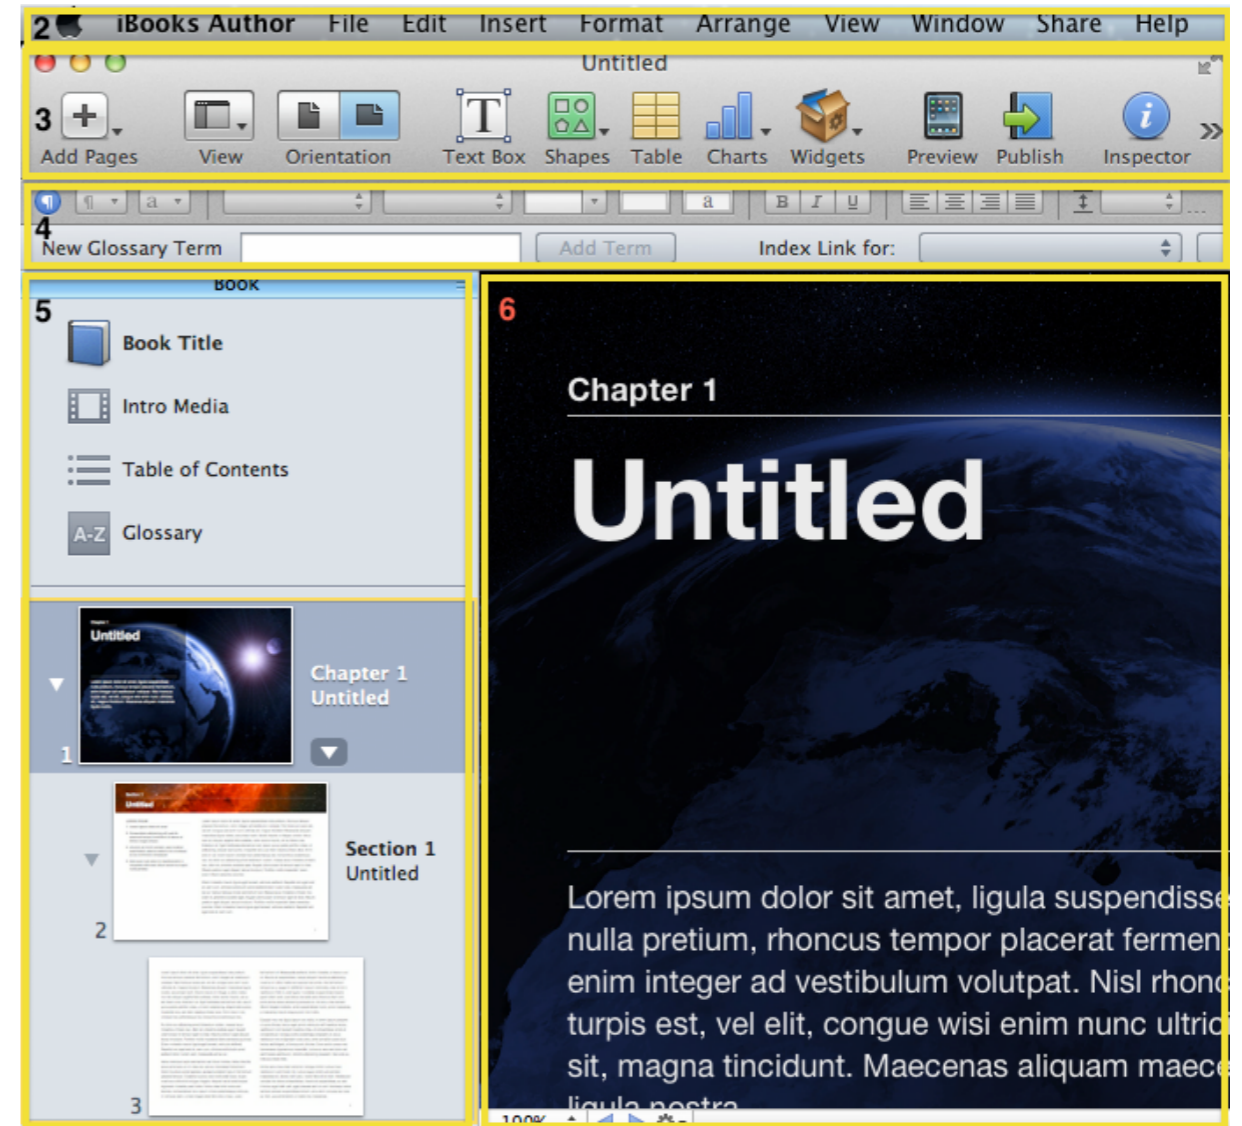 2 iBooks Author File Edit Insert Format Arrange View Window Share Help
Untitled
3
Add Pages View Orientation Text Box Shapes Table Charts Widgets Preview Publish Inspector
a a B I U
4
New Glossary Term Add Term Index Link for:
Book
5
Book Title
Intro Media
Table of Contents
A-Z Glossary
Untitled
Chapter 1
Untitled
1
Untitled
Section 1
Untitled
2
3
6
Chapter 1
Untitled
Lorem ipsum dolor sit amet, ligula suspendisse
nulla pretium, rhoncus tempor placerat fermen
enim integer ad vestibulum volutpat. Nisl rhonc
turpis est, vel elit, congue wisi enim nunc ultric
sit, magna tincidunt. Maecenas aliquam maece
ligula nostra
100%